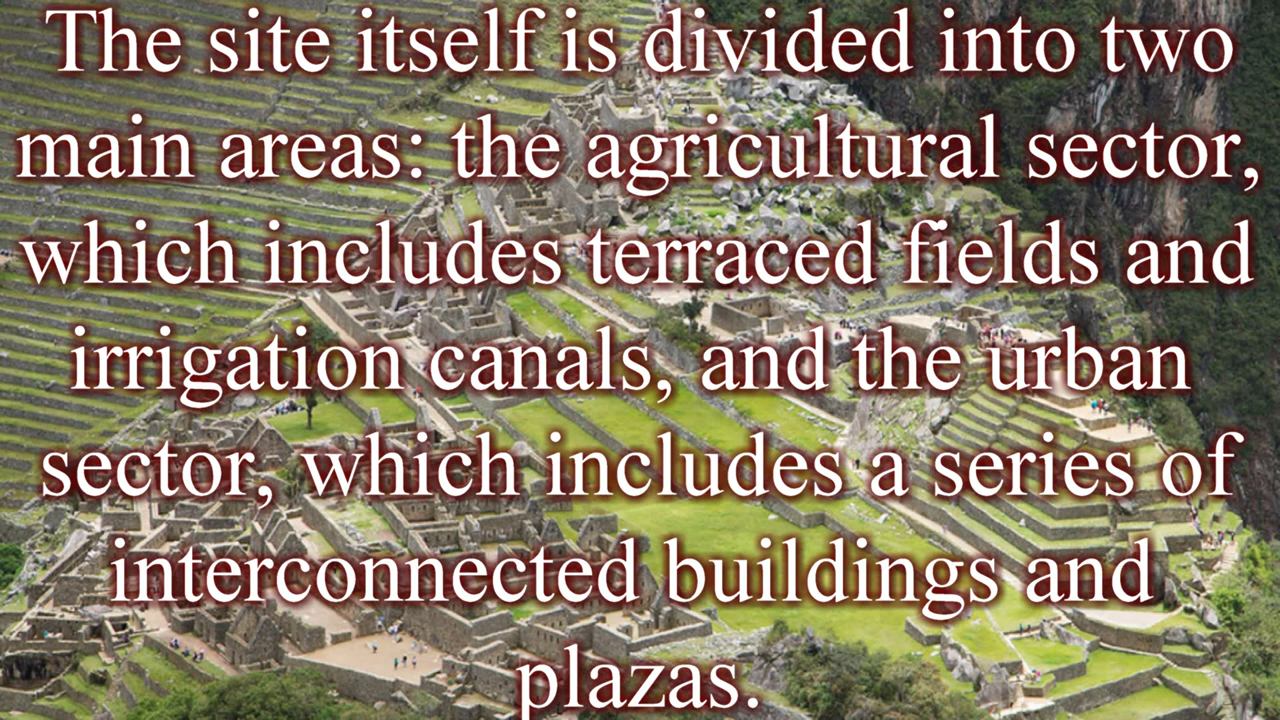 The site itself is divided into two
main areas: the agricultural sector,
which includes terraced fields and
irrigation canals, and the urban
sector, which includes a series of
interconnected buildings and
plazas.